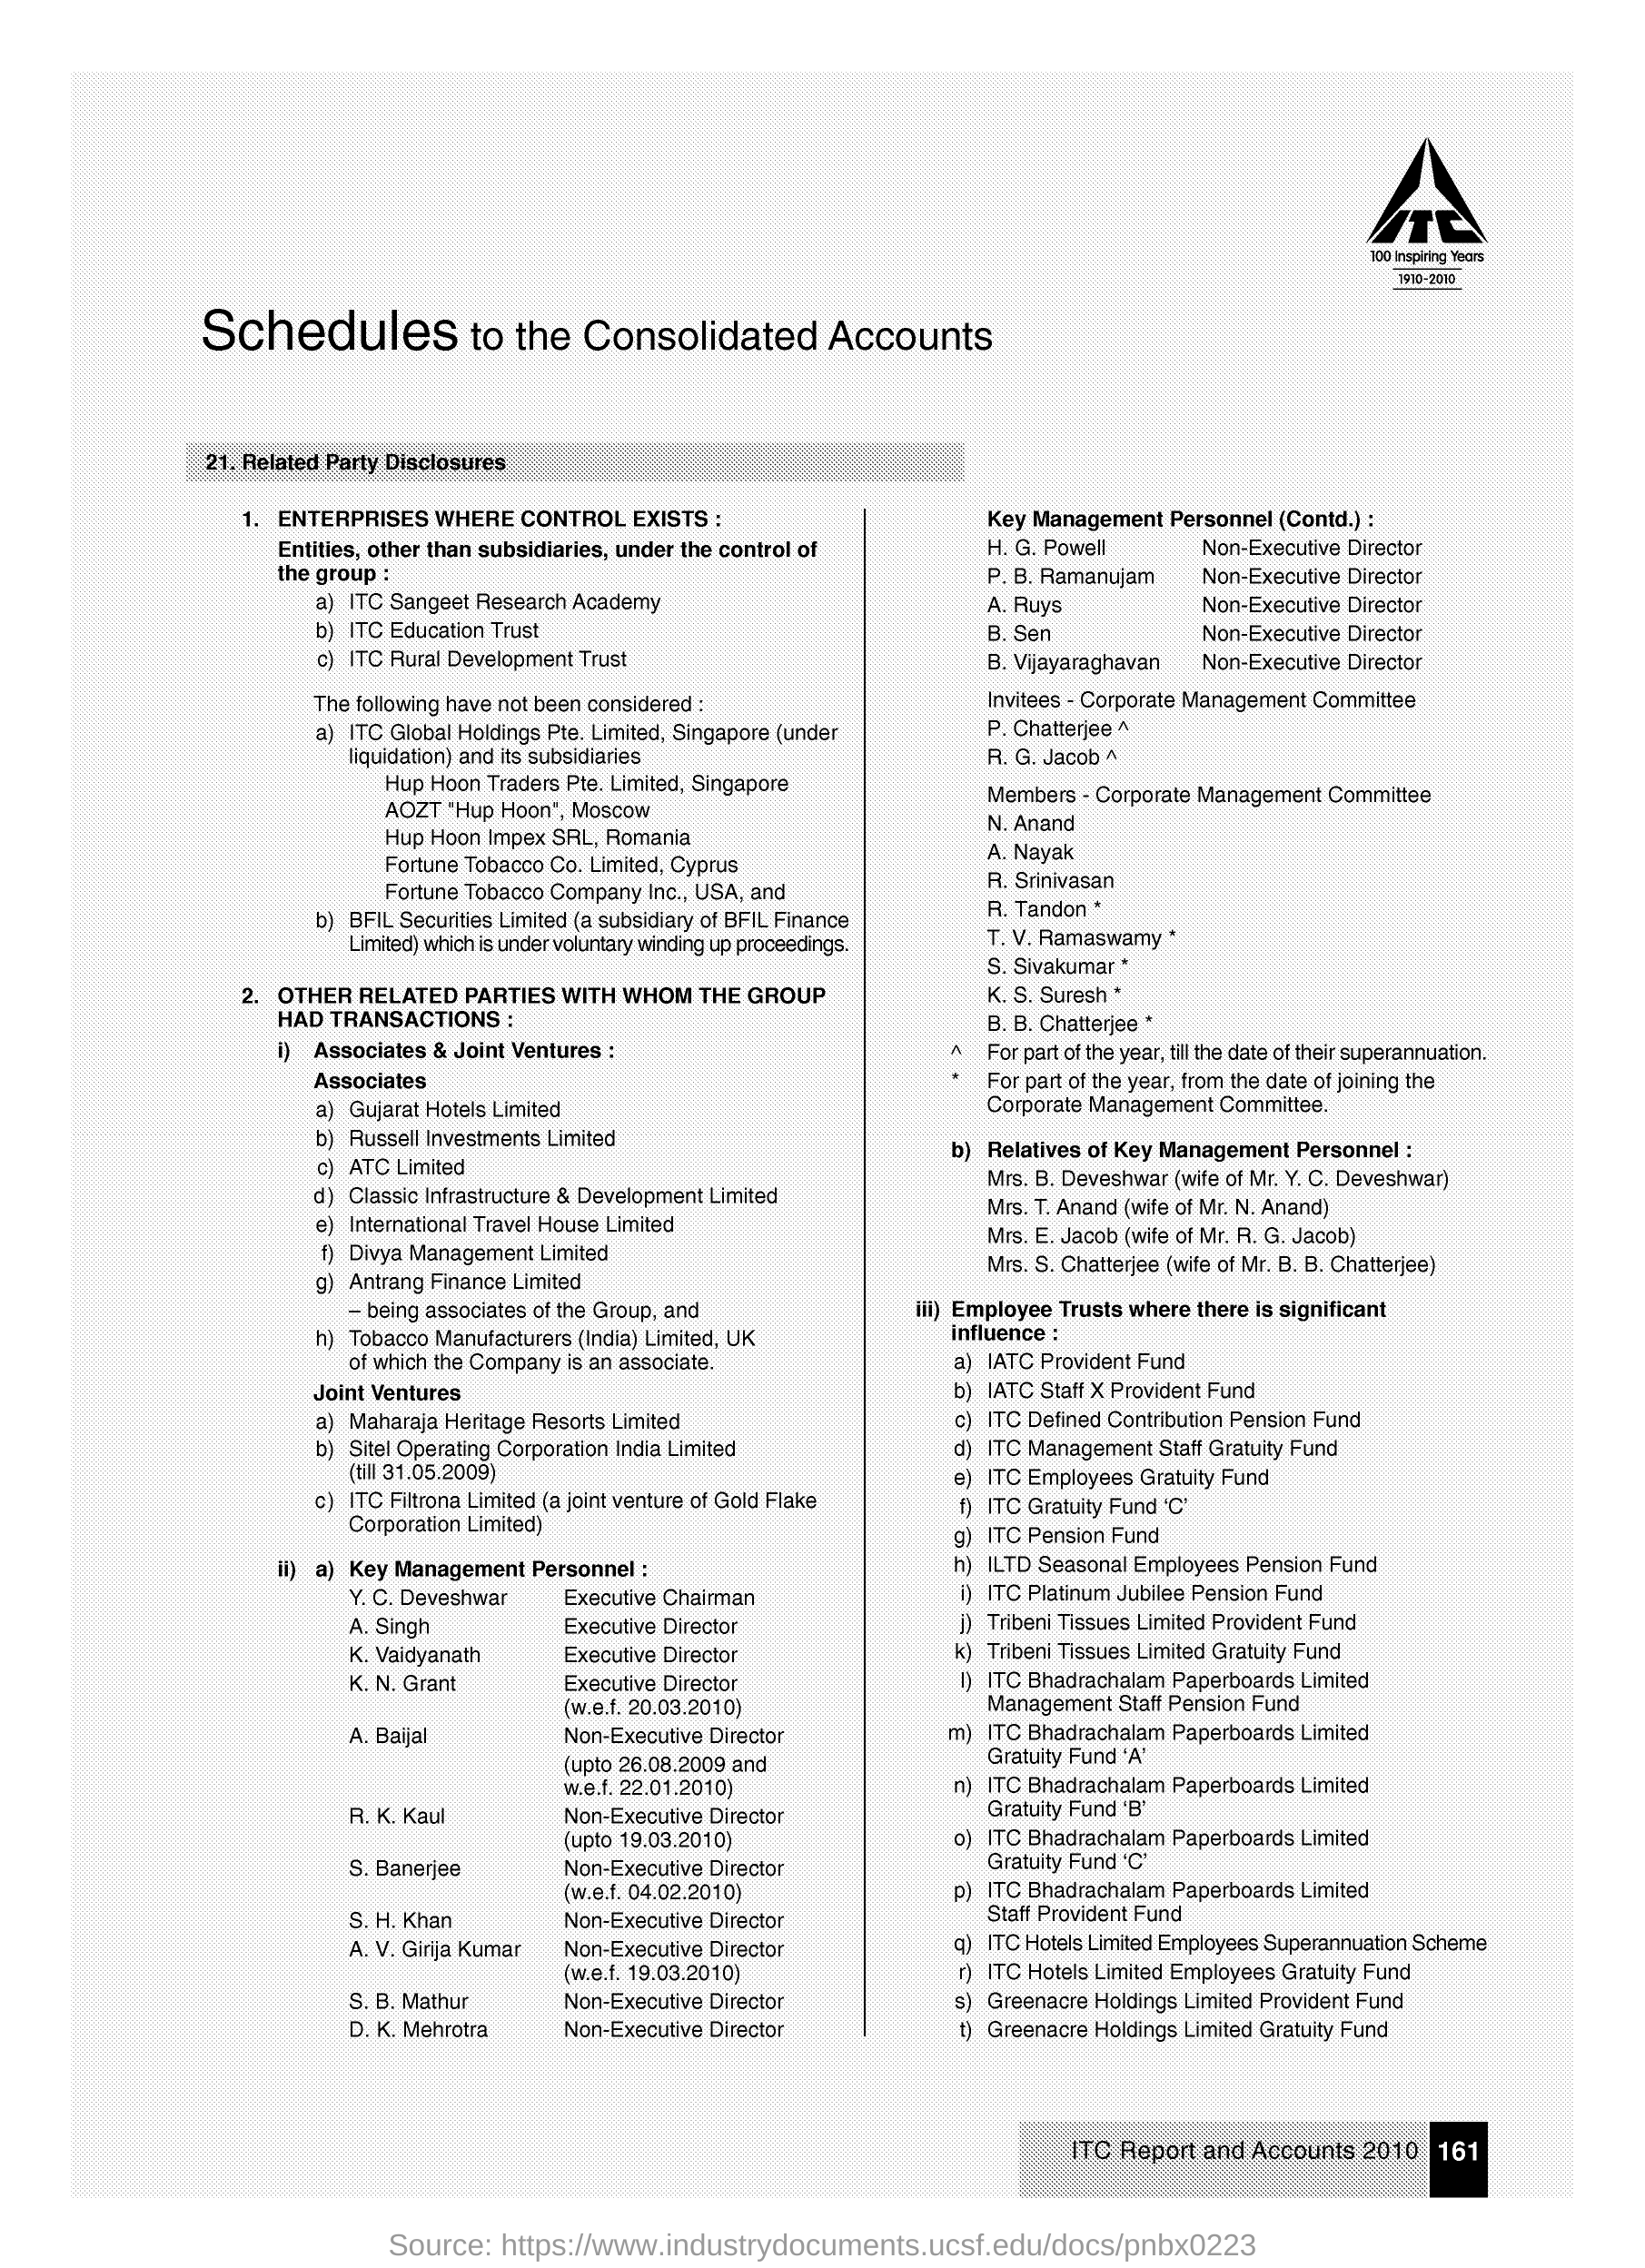 ITC
100 Inspiring Years
1910-2010
Schedules to the Consolidated Accounts
21. Related Party Disclosures
1. ENTERPRISES WHERE CONTROL EXISTS :
Entities, other than subsidiaries, under the control of
the group :
a) ITC Sangeet Research Academy
b) ITC Education Trust
c) ITC Rural Development Trust
The following have not been considered :
a) ITC Global Holdings Pte. Limited, Singapore (under
liquidation) and its subsidiaries
Hup Hoon Traders Pte. Limited, Singapore
AOZT "Hup Hoon", Moscow
Hup Hoon Impex SRL, Romania
Fortune Tobacco Co. Limited, Cyprus
Fortune Tobacco Company Inc., USA, and
b) BFIL Securities Limited (a subsidiary of BFIL Finance
Limited) which is under voluntary winding up proceedings.
2. OTHER RELATED PARTIES WITH WHOM THE GROUP
HAD TRANSACTIONS :
i) Associates & Joint Ventures :
Associates
a) Gujarat Hotels Limited
b) Russell Investments Limited
c) ATC Limited
d) Classic Infrastructure & Development Limited
e) International Travel House Limited
f) Divya Management Limited
g) Antrang Finance Limited
– being associates of the Group, and
h) Tobacco Manufacturers (India) Limited, UK
of which the Company is an associate.
Joint Ventures
a) Maharaja Heritage Resorts Limited
b) Sitel Operating Corporation India Limited
(till 31.05.2009)
c) ITC Filtrona Limited (a joint venture of Gold Flake
Corporation Limited)
ii) a) Key Management Personnel :
Y. C. Deveshwar Executive Chairman
A. Singh Executive Director
K. Vaidyanath Executive Director
K. N. Grant Executive Director
(w.e.f. 20.03.2010)
A. Baijal Non-Executive Director
(upto 26.08.2009 and
w.e.f. 22.01.2010)
R. K. Kaul Non-Executive Director
(upto 19.03.2010)
S. Banerjee Non-Executive Director
(w.e.f. 04.02.2010)
S. H. Khan Non-Executive Director
A. V. Girija Kumar Non-Executive Director
(w.e.f. 19.03.2010)
S. B. Mathur Non-Executive Director
D. K. Mehrotra Non-Executive Director
Key Management Personnel (Contd.) :
H. G. Powell Non-Executive Director
P. B. Ramanujam Non-Executive Director
A. Ruys Non-Executive Director
B. Sen Non-Executive Director
B. Vijayaraghavan Non-Executive Director
Invitees - Corporate Management Committee
P. Chatterjee ^
R. G. Jacob ^
Members - Corporate Management Committee
N. Anand
A. Nayak
R. Srinivasan
R. Tandon *
T. V. Ramaswamy *
S. Sivakumar *
K. S. Suresh *
B. B. Chatterjee *
^ For part of the year, till the date of their superannuation.
* For part of the year, from the date of joining the
Corporate Management Committee.
b) Relatives of Key Management Personnel :
Mrs. B. Deveshwar (wife of Mr. Y. C. Deveshwar)
Mrs. T. Anand (wife of Mr. N. Anand)
Mrs. E. Jacob (wife of Mr. R. G. Jacob)
Mrs. S. Chatterjee (wife of Mr. B. B. Chatterjee)
iii) Employee Trusts where there is significant
influence :
a) IATC Provident Fund
b) IATC Staff X Provident Fund
c) ITC Defined Contribution Pension Fund
d) ITC Management Staff Gratuity Fund
e) ITC Employees Gratuity Fund
f) ITC Gratuity Fund ‘C’
g) ITC Pension Fund
h) ILTD Seasonal Employees Pension Fund
i) ITC Platinum Jubilee Pension Fund
j) Tribeni Tissues Limited Provident Fund
k) Tribeni Tissues Limited Gratuity Fund
l) ITC Bhadrachalam Paperboards Limited
Management Staff Pension Fund
m) ITC Bhadrachalam Paperboards Limited
Gratuity Fund ‘A’
n) ITC Bhadrachalam Paperboards Limited
Gratuity Fund ‘B’
o) ITC Bhadrachalam Paperboards Limited
Gratuity Fund ‘C’
p) ITC Bhadrachalam Paperboards Limited
Staff Provident Fund
q) ITC Hotels Limited Employees Superannuation Scheme
r) ITC Hotels Limited Employees Gratuity Fund
s) Greenacre Holdings Limited Provident Fund
t) Greenacre Holdings Limited Gratuity Fund
ITC Report and Accounts 2010 161
Source: https://www.industrydocuments.ucsf.edu/docs/pnbx0223